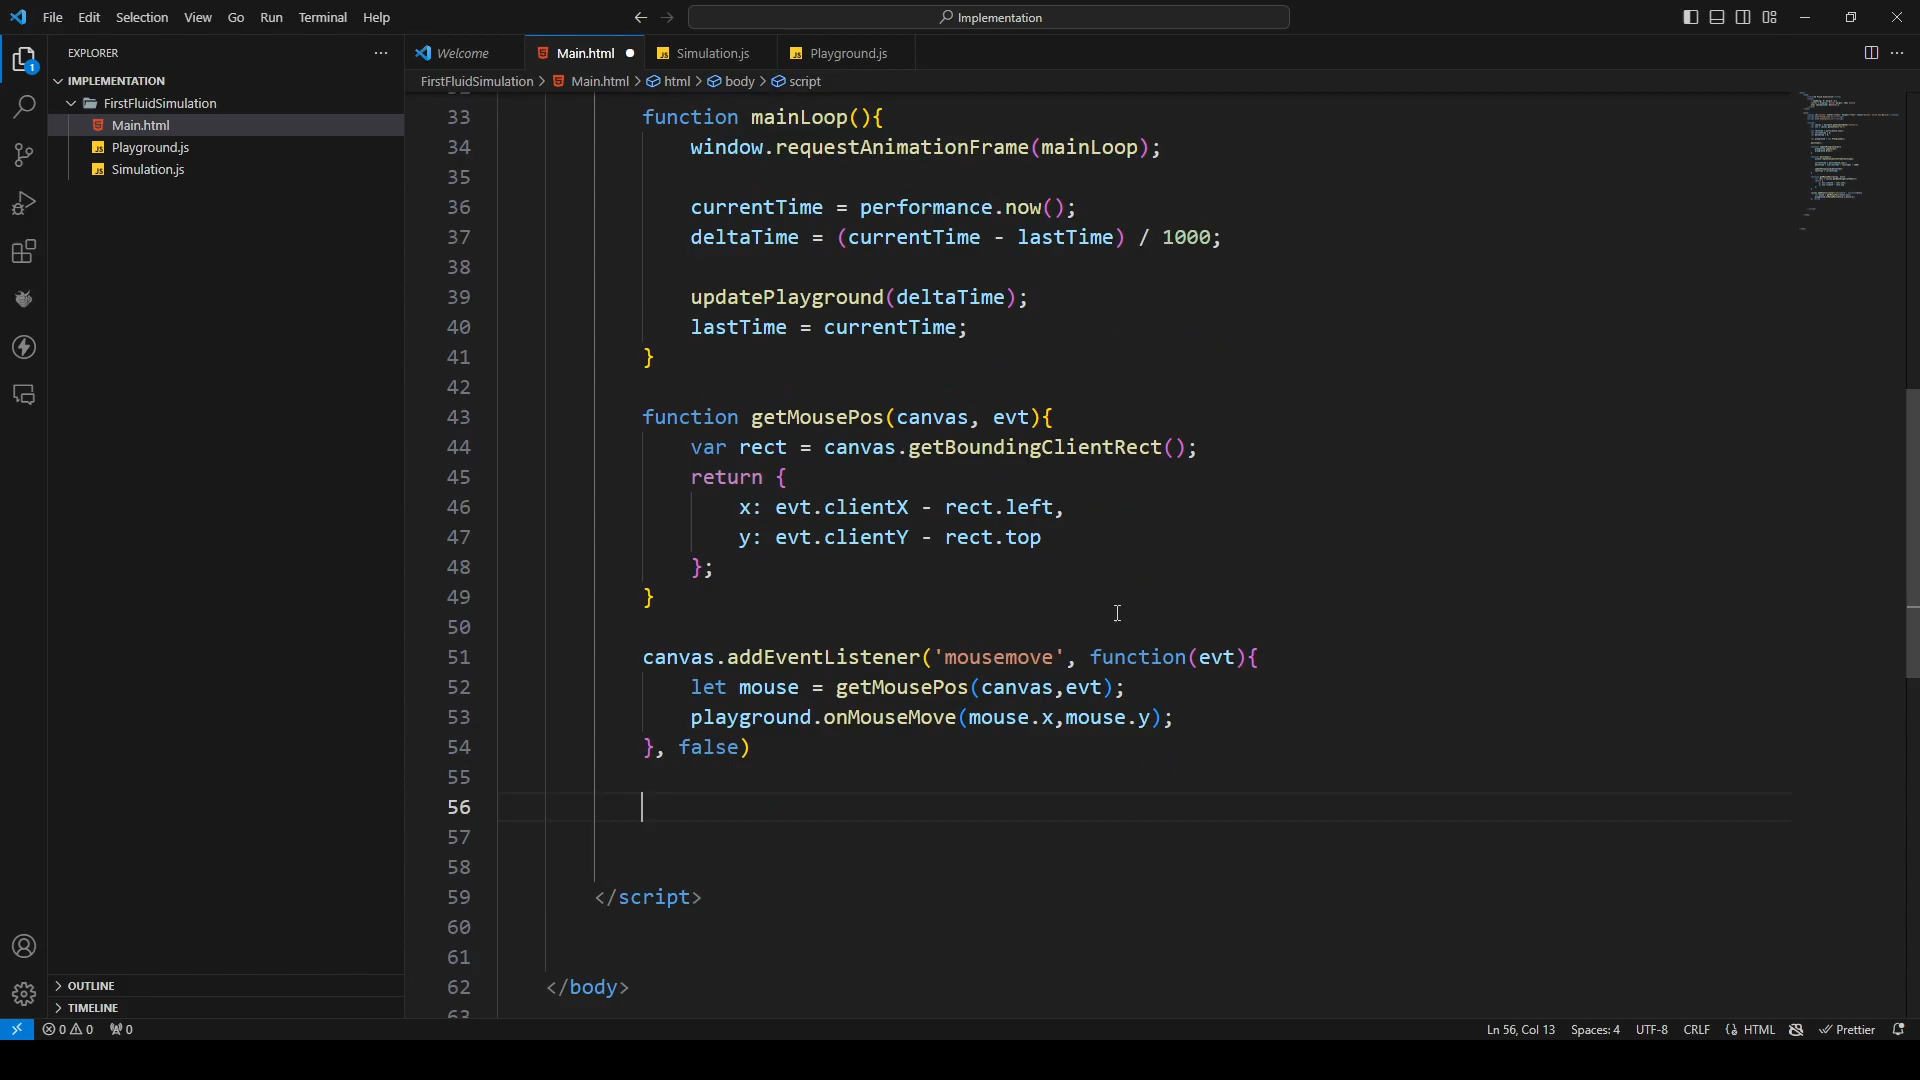 File Edit Selection View Go Run Terminal Help
Implementation
EXPLORER
Welcome
Main.html
Simulation.js
Playground.js
IMPLEMENTATION
FirstFluidSimulation
Main.html
Playground.js
Simulation.js
FirstFluidSimulation > Main.html > html > body > script
33 function mainLoop(){
34 window.requestAnimationFrame(mainLoop);
35
36 currentTime = performance.now();
37 deltaTime = (currentTime - lastTime) / 1000;
38
39 updatePlayground(deltaTime);
40 lastTime = currentTime;
41 }
42
43 function getMousePos(canvas, evt){
44 var rect = canvas.getBoundingClientRect();
45 return {
46 x: evt.clientX - rect.left,
47 y: evt.clientY - rect.top
48 };
49 }
50
51 canvas.addEventListener('mousemove', function(evt){
52 let mouse = getMousePos(canvas,evt);
53 playground.onMouseMove(mouse.x,mouse.y);
54 }, false)
55
56
57
58
59 </script>
60
61
62 </body>
63
OUTLINE
TIMELINE
0 0 0
Ln 56, Col 13 Spaces: 4 UTF-8 CRLF HTML Prettier